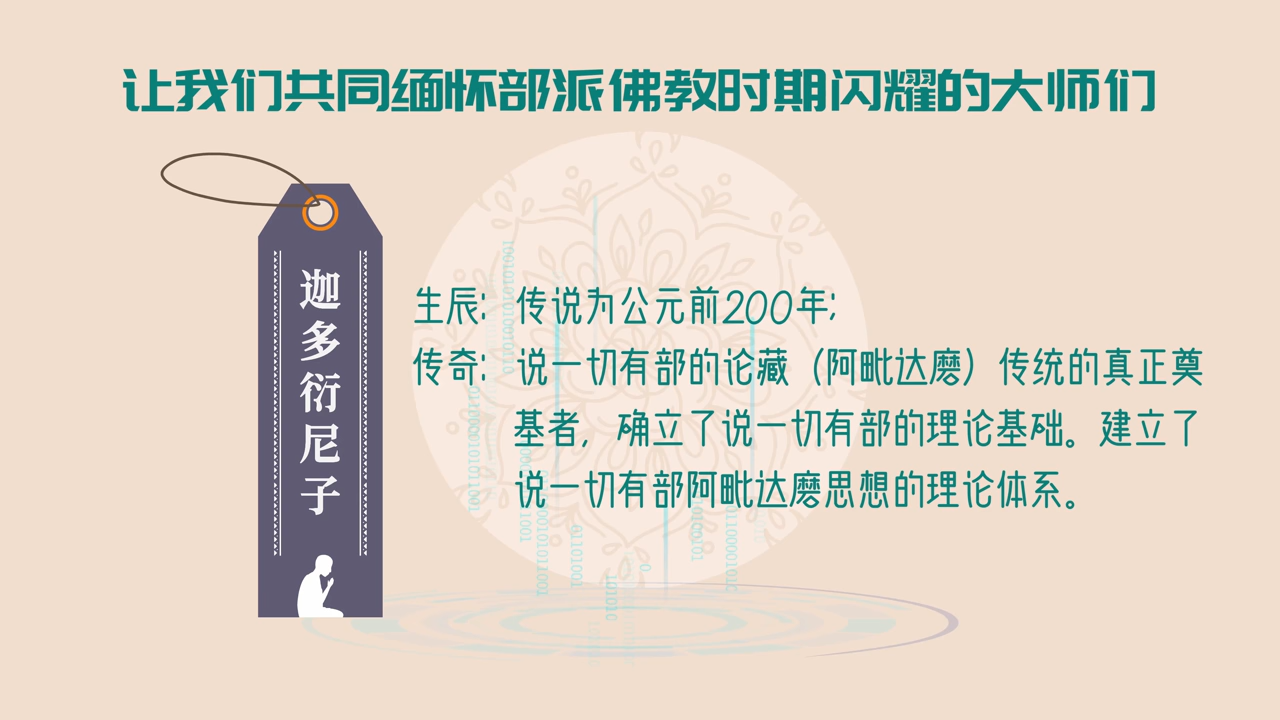 让我们共同缅怀部派佛教时期闪耀的大师们
迦多衍尼子
生辰：传说为公元前200年；
传奇：说一切有部的论藏（阿毗达磨）传统的真正奠
基者，确立了说一切有部的理论基础。建立了
说一切有部阿毗达磨思想的理论体系。